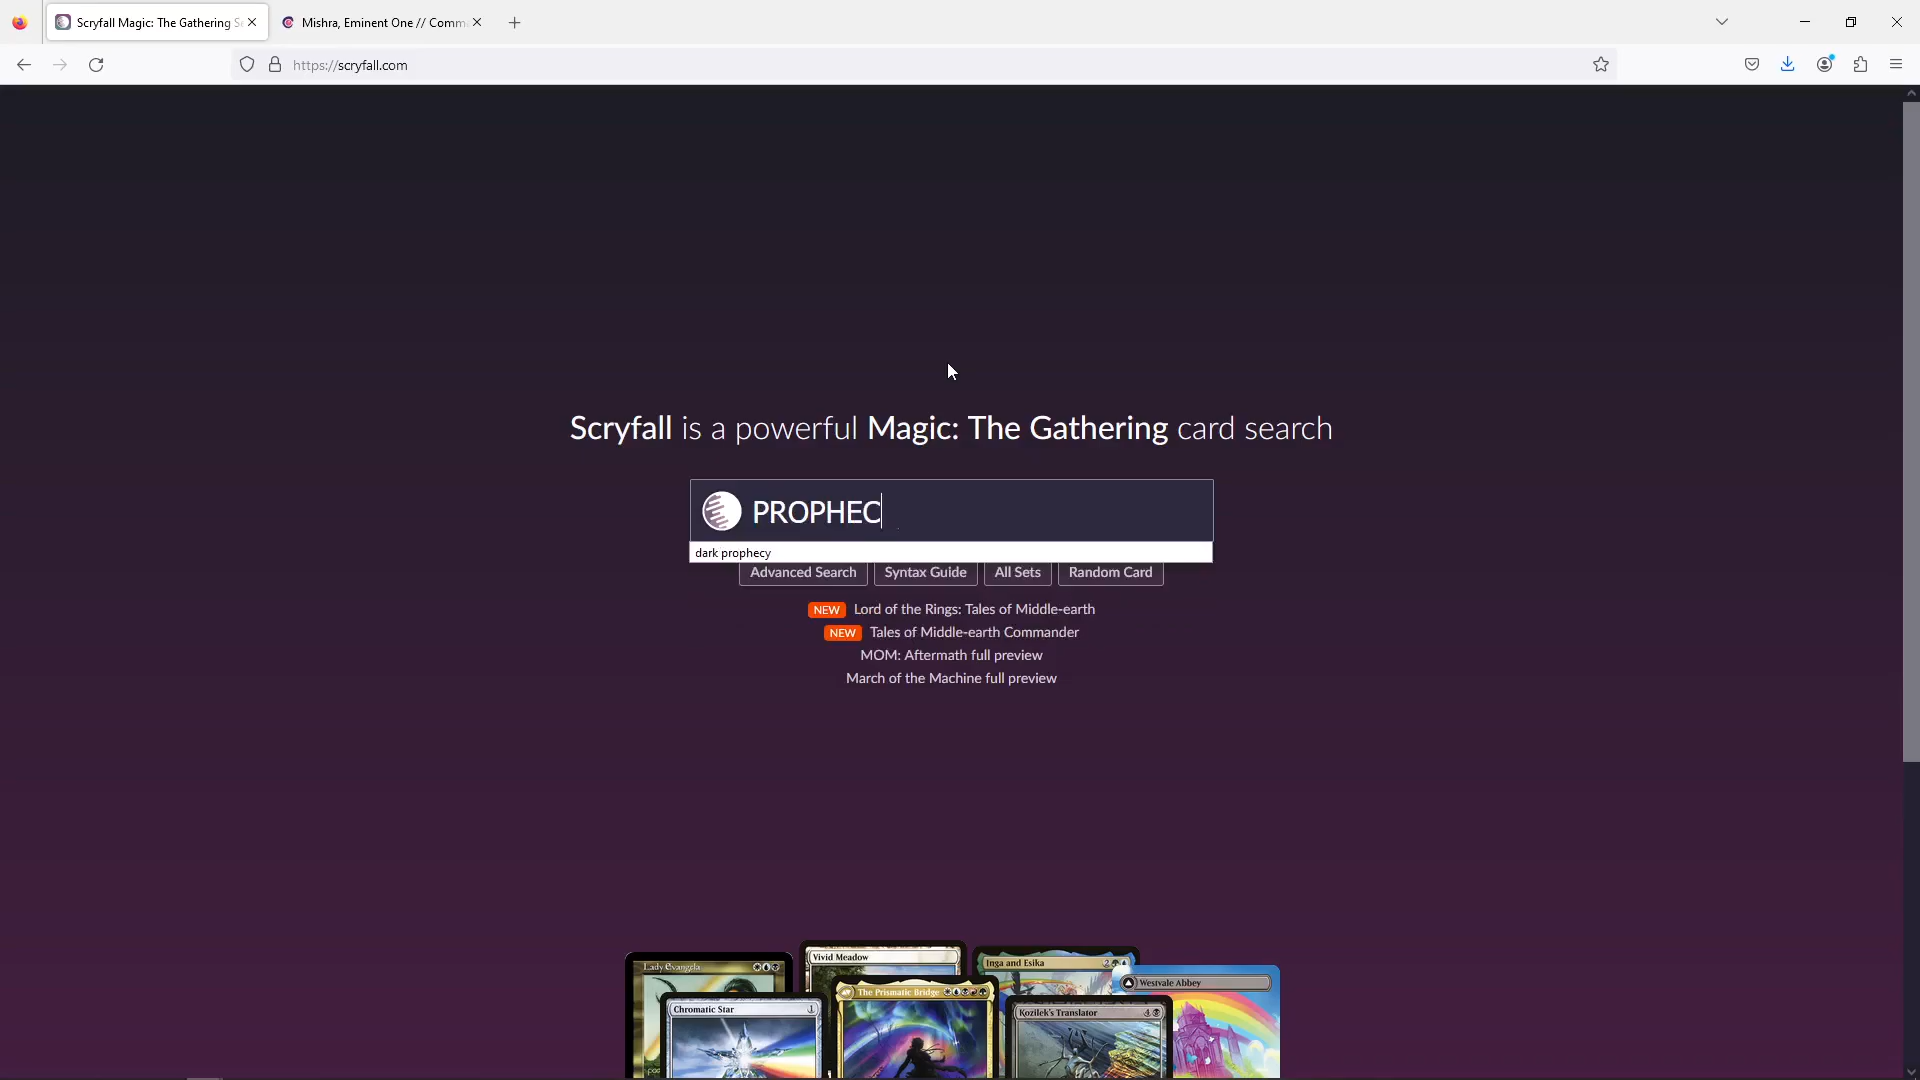 Scryfall Magic: The Gathering S
Mishra, Eminent One // Comm
https://scryfall.com
Scryfall is a powerful Magic: The Gathering card search
PROPHEC
dark prophecy
Advanced Search
Syntax Guide
All Sets
Random Card
NEW Lord of the Rings: Tales of Middle-earth
NEW Tales of Middle-earth Commander
MOM: Aftermath full preview
March of the Machine full preview
Vivid Meadow
Inga and Esika 2
Lady Evangela
Westvale Abbey
The Prismatic Bridge
Chromatic Star 1
Kozilek's Translator 4